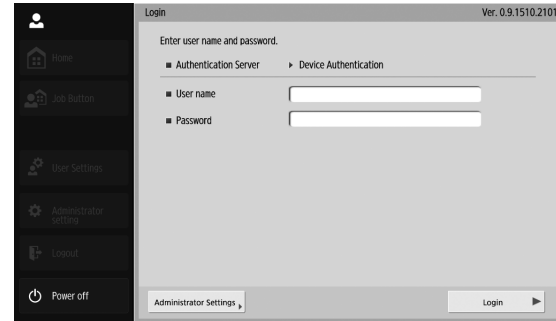 Login
Ver. 0.9.1510.2101
Enter user name and password.
Authentication Server
Device Authentication
User name
Password
Home
Job Button
User Settings
Administrator
setting
Logout
Power off
Administrator Settings
Login